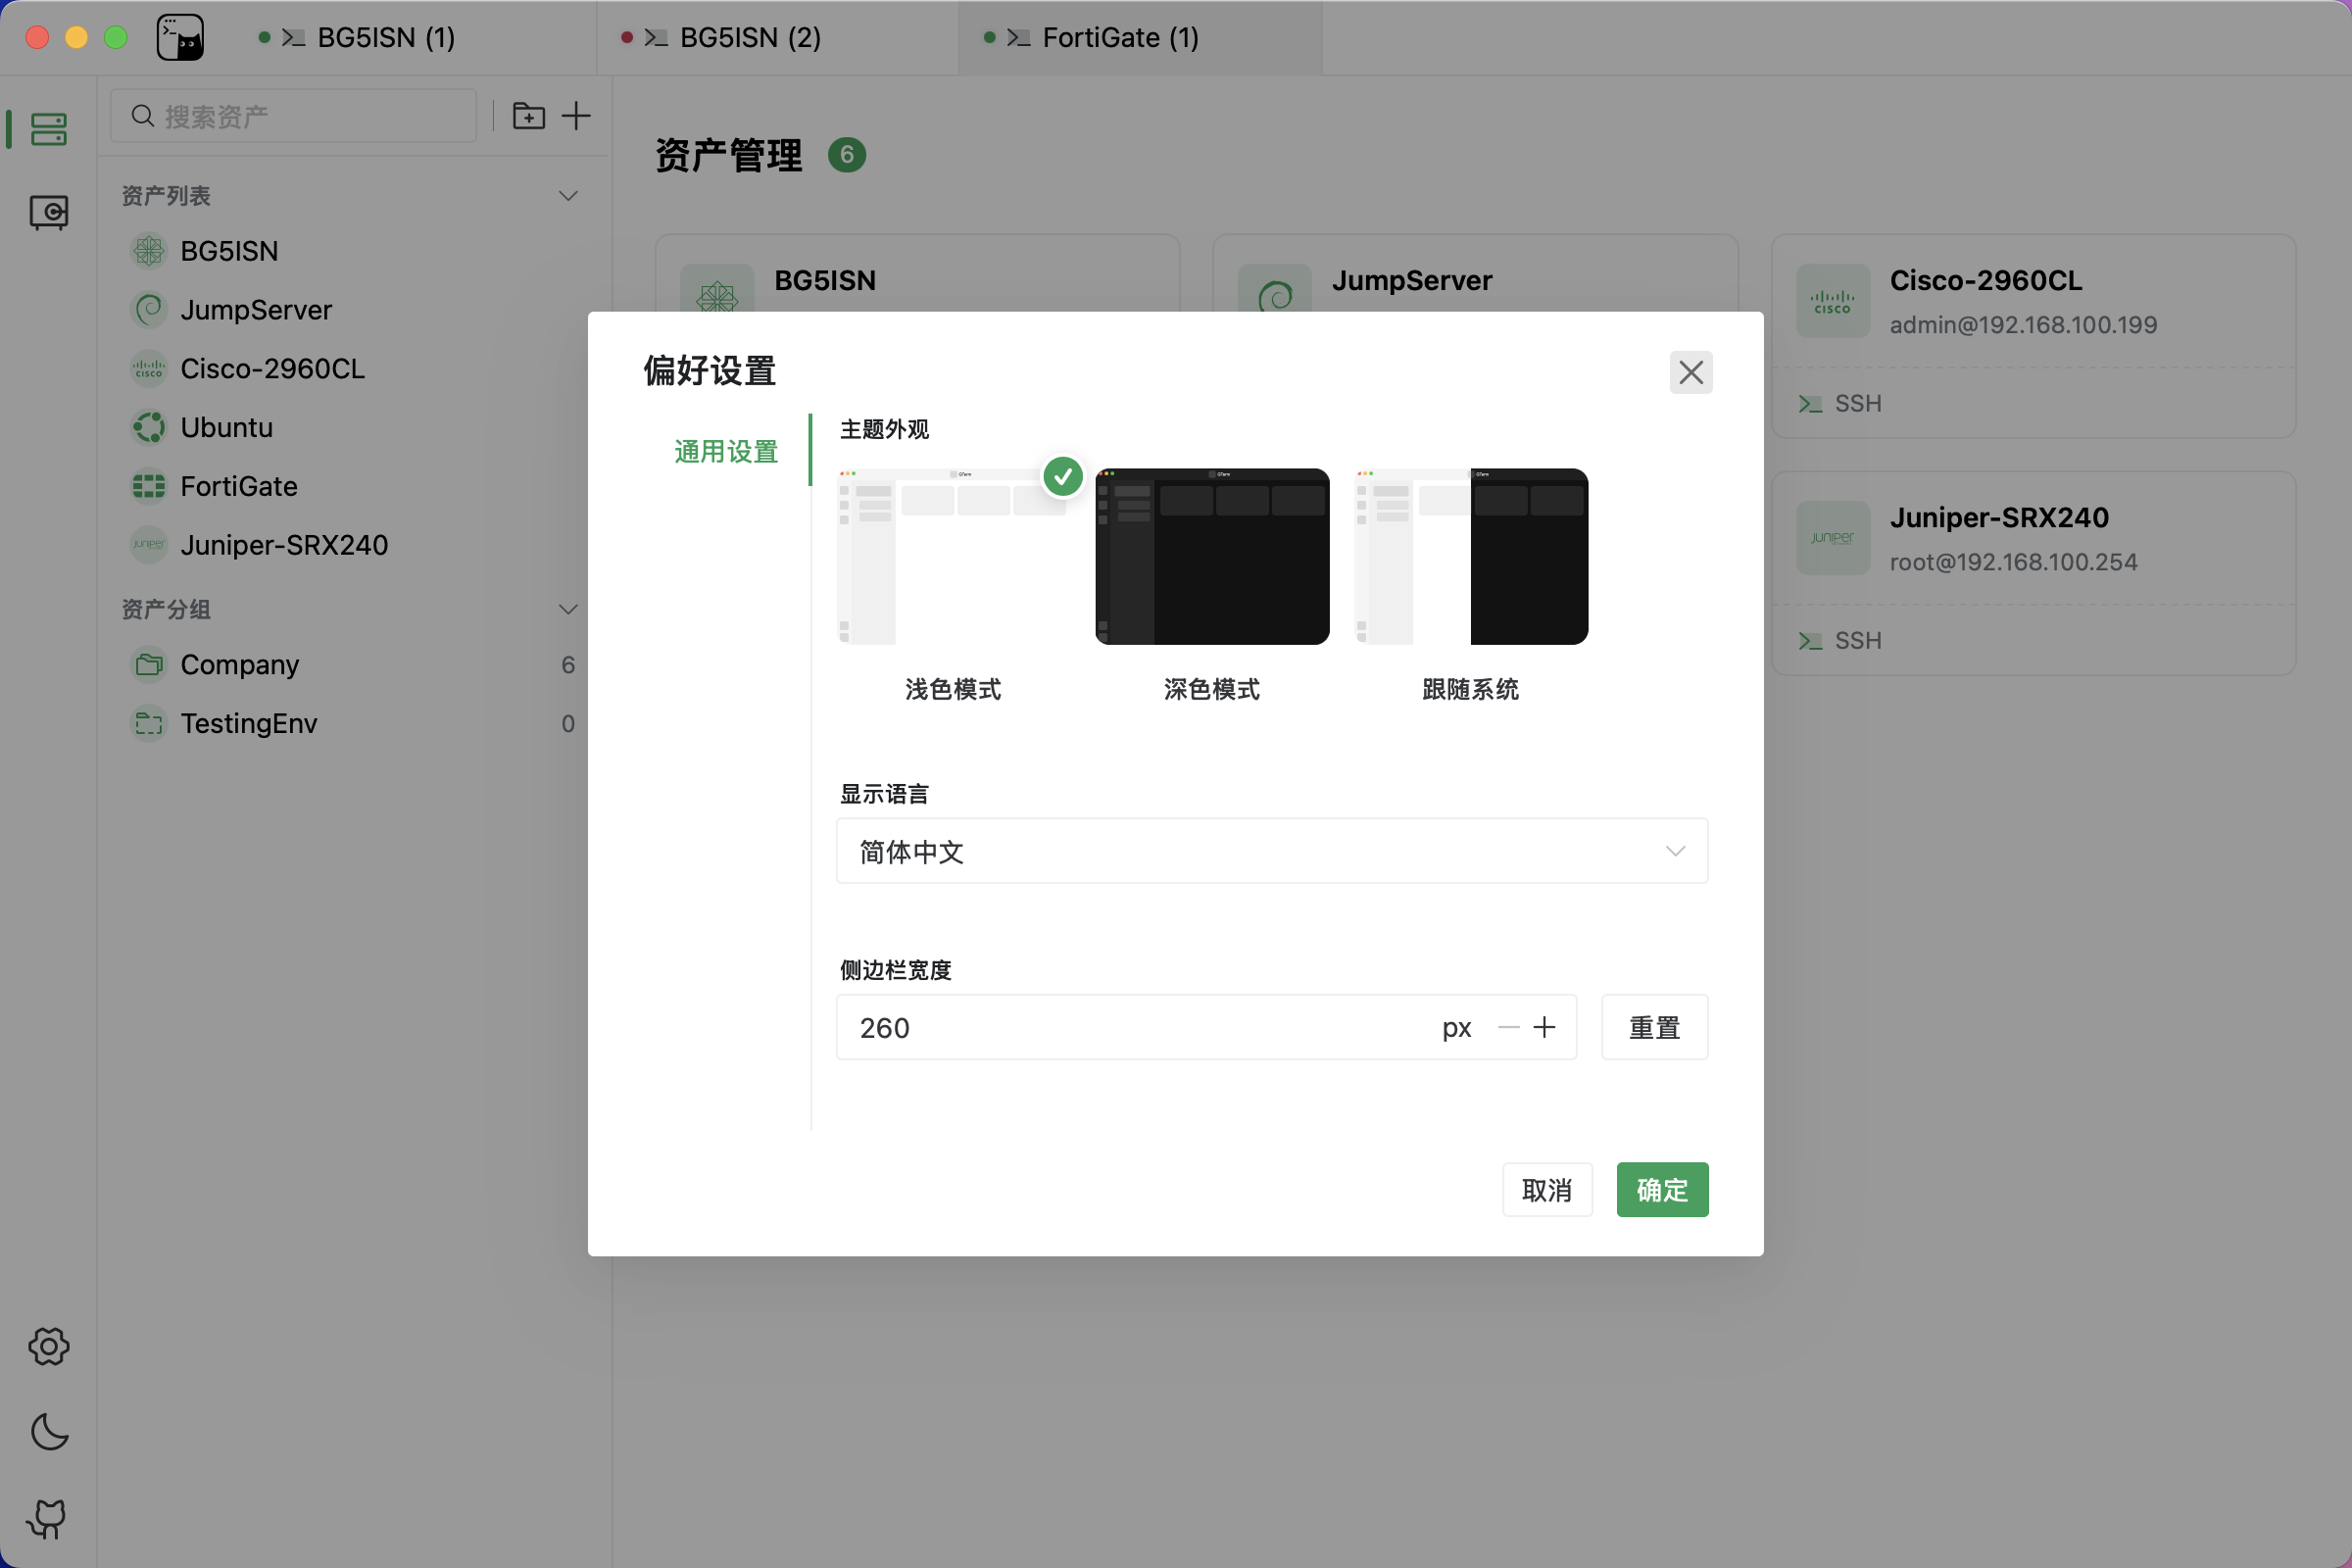 BG5ISN (1)
BG5ISN (2)
FortiGate (1)
搜索资产
资产列表
BG5ISN
JumpServer
CISCO
Cisco-2960CL
Ubuntu
FortiGate
JUNIPER
Juniper-SRX240
资产分组
Company 6
TestingEnv 0
资产管理 6
BG5ISN
JumpServer
CISCO
Cisco-2960CL
admin@192.168.100.199
SSH
JUNIPER
Juniper-SRX240
root@192.168.100.254
SSH
偏好设置
通用设置
主题外观
浅色模式
深色模式
跟随系统
显示语言
简体中文
侧边栏宽度
260 px
重置
取消
确定